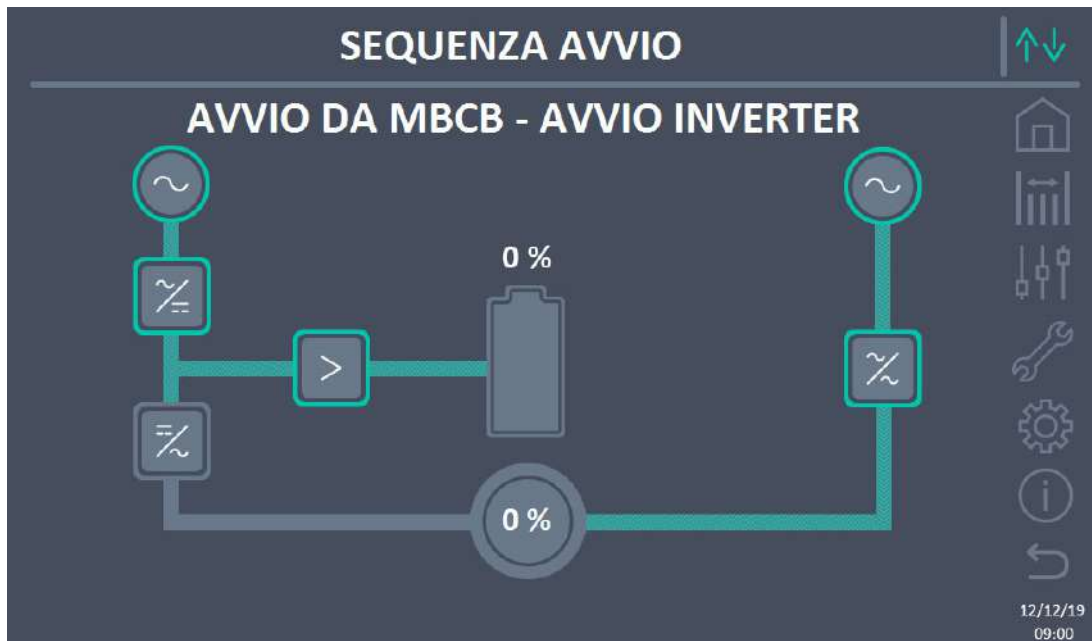 SEQUENZA AVVIO
AVVIO DA MBCB - AVVIO INVERTER
0 %
>
0 %
12/12/19
09:00